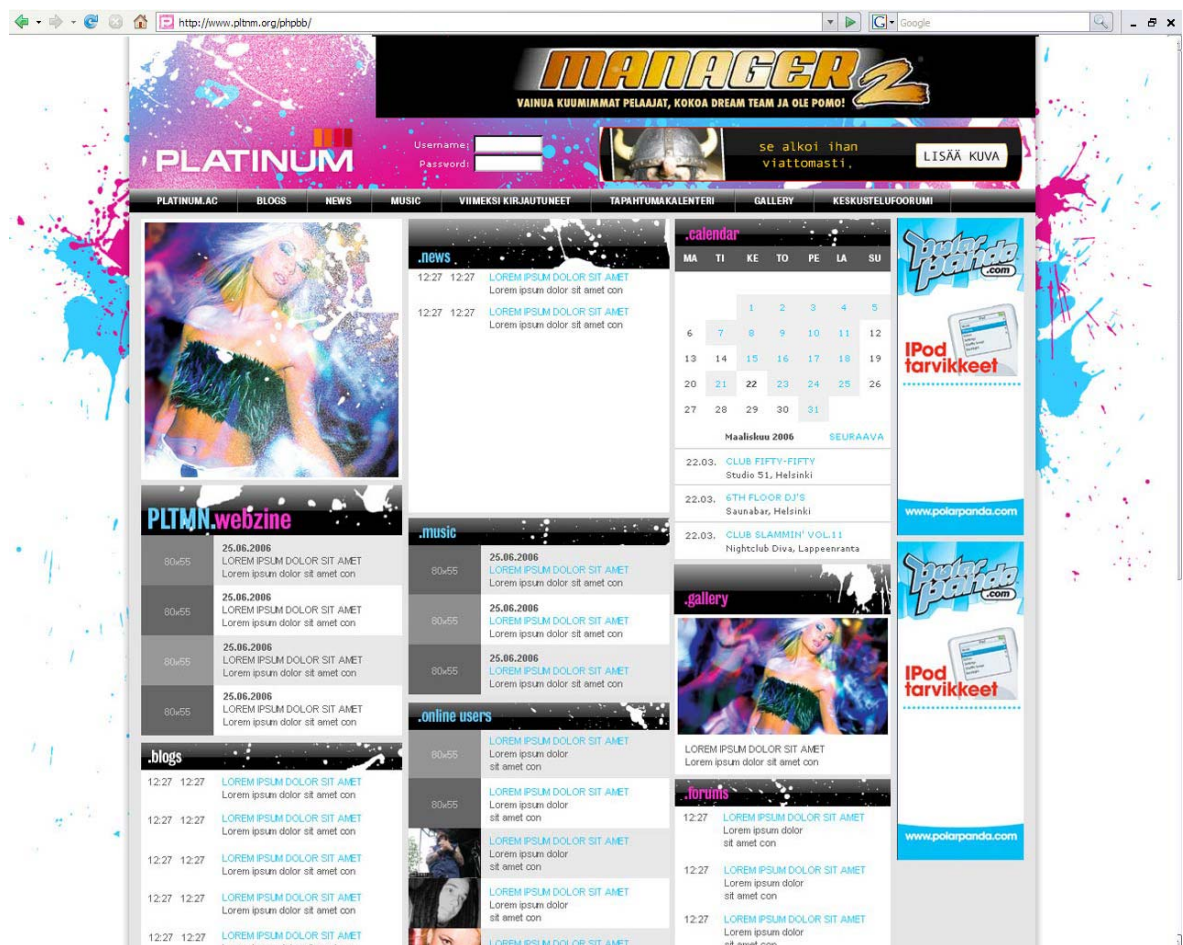 http://www.pltnm.org/phpbb/
Google
MANAGER 2
VAINUA KUUMIMMAT PELAAJAT, KOKOA DREAM TEAM JA OLE POMO!
PLATINUM
Username:
Password:
se alkoi ihan
viattomasti,
LISÄÄ KUVA
PLATINUM.AC BLOGS NEWS MUSIC VIIMEKSI KIRJAUTUNEET TAPAHTUMAKALENTERI GALLERY KESKUSTELUFOORUMI
PLTMN.webzine
80x55
25.06.2006
LOREM IPSUM DOLOR SIT AMET
Lorem ipsum dolor sit amet con
80x55
25.06.2006
LOREM IPSUM DOLOR SIT AMET
Lorem ipsum dolor sit amet con
80x55
25.06.2006
LOREM IPSUM DOLOR SIT AMET
Lorem ipsum dolor sit amet con
80x55
25.06.2006
LOREM IPSUM DOLOR SIT AMET
Lorem ipsum dolor sit amet con
.blogs
12:27 12:27 LOREM IPSUM DOLOR SIT AMET
Lorem ipsum dolor sit amet con
12:27 12:27 LOREM IPSUM DOLOR SIT AMET
Lorem ipsum dolor sit amet con
12:27 12:27 LOREM IPSUM DOLOR SIT AMET
Lorem ipsum dolor sit amet con
12:27 12:27 LOREM IPSUM DOLOR SIT AMET
Lorem ipsum dolor sit amet con
12:27 12:27 LOREM IPSUM DOLOR SIT AMET
.news
12:27 12:27 LOREM IPSUM DOLOR SIT AMET
Lorem ipsum dolor sit amet con
12:27 12:27 LOREM IPSUM DOLOR SIT AMET
Lorem ipsum dolor sit amet con
.music
80x55
25.06.2006
LOREM IPSUM DOLOR SIT AMET
Lorem ipsum dolor sit amet con
80x55
25.06.2006
LOREM IPSUM DOLOR SIT AMET
Lorem ipsum dolor sit amet con
80x55
25.06.2006
LOREM IPSUM DOLOR SIT AMET
Lorem ipsum dolor sit amet con
.online users
80x55
LOREM IPSUM DOLOR SIT AMET
Lorem ipsum dolor
sit amet con
80x55
LOREM IPSUM DOLOR SIT AMET
Lorem ipsum dolor
sit amet con
LOREM IPSUM DOLOR SIT AMET
Lorem ipsum dolor
sit amet con
LOREM IPSUM DOLOR SIT AMET
Lorem ipsum dolor
sit amet con
LOREM IPSUM DOLOR SIT AMET
.calendar
MA TI KE TO PE LA SU
1 2 3 4 5
6 7 8 9 10 11 12
13 14 15 16 17 18 19
20 21 22 23 24 25 26
27 28 29 30 31
Maaliskuu 2006 SEURAAVA
22.03. CLUB FIFTY-FIFTY
Studio 51, Helsinki
22.03. 6TH FLOOR DJ'S
Saunabar, Helsinki
22.03. CLUB SLAMMIN' VOL.11
Nightclub Diva, Lappeenranta
.gallery
LOREM IPSUM DOLOR SIT AMET
Lorem ipsum dolor sit amet con
.forums
12:27 LOREM IPSUM DOLOR SIT AMET
Lorem ipsum dolor
sit amet con
12:27 LOREM IPSUM DOLOR SIT AMET
Lorem ipsum dolor
sit amet con
12:27 LOREM IPSUM DOLOR SIT AMET
Lorem ipsum dolor
sit amet con
polar
panda
.com
IPod
tarvikkeet
www.polarpanda.com
polar
panda
.com
IPod
tarvikkeet
www.polarpanda.com